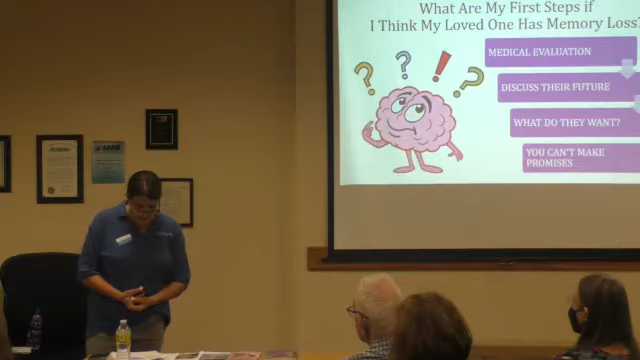 What Are My First Steps if
I Think My Loved One Has Memory Loss?
MEDICAL EVALUATION
DISCUSS THEIR FUTURE
WHAT DO THEY WANT?
YOU CAN'T MAKE
PROMISES